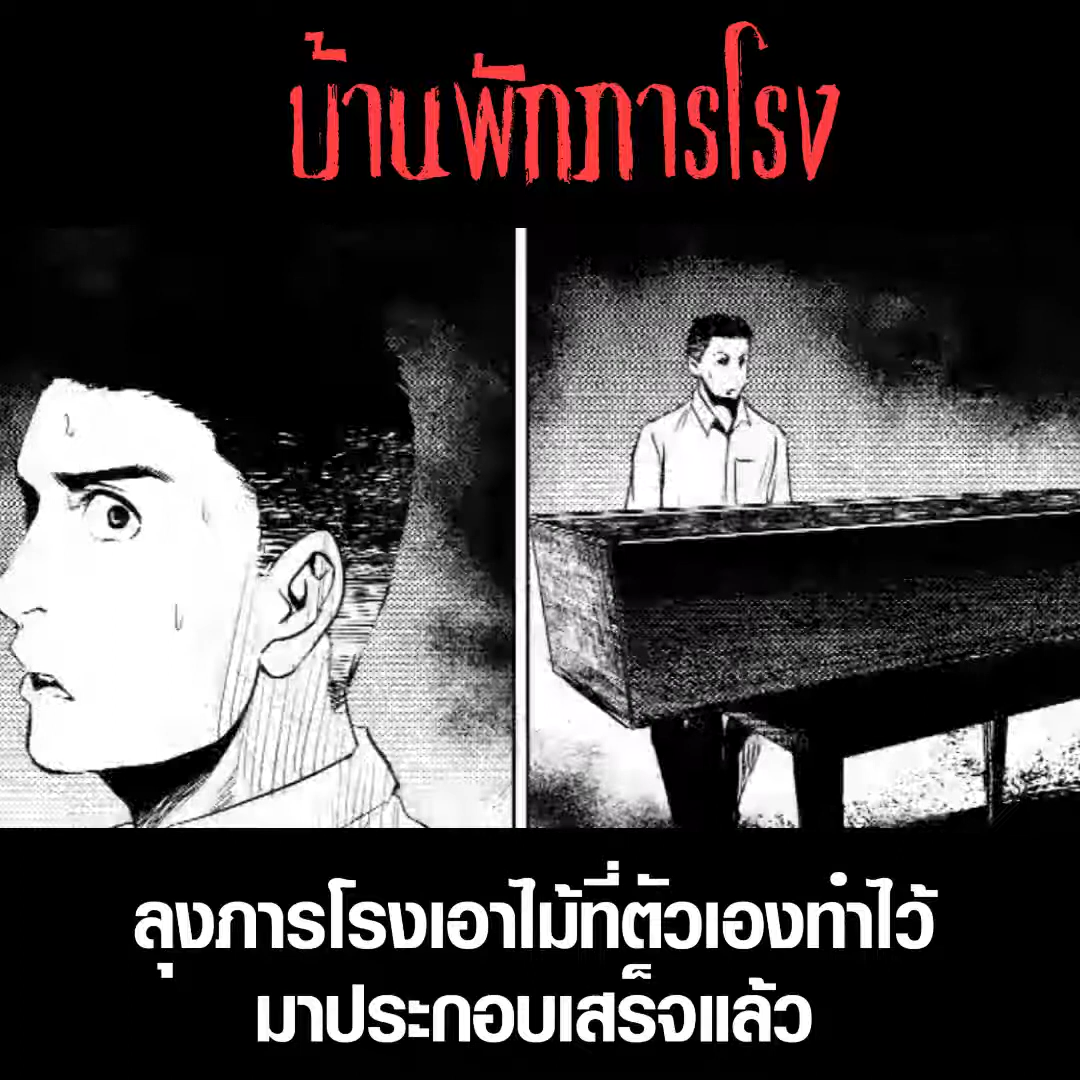 บ้านพักภารโรง
ลุงภารโรงเอาไม้ที่ตัวเองทำไว้
มาประกอบเสร็จแล้ว